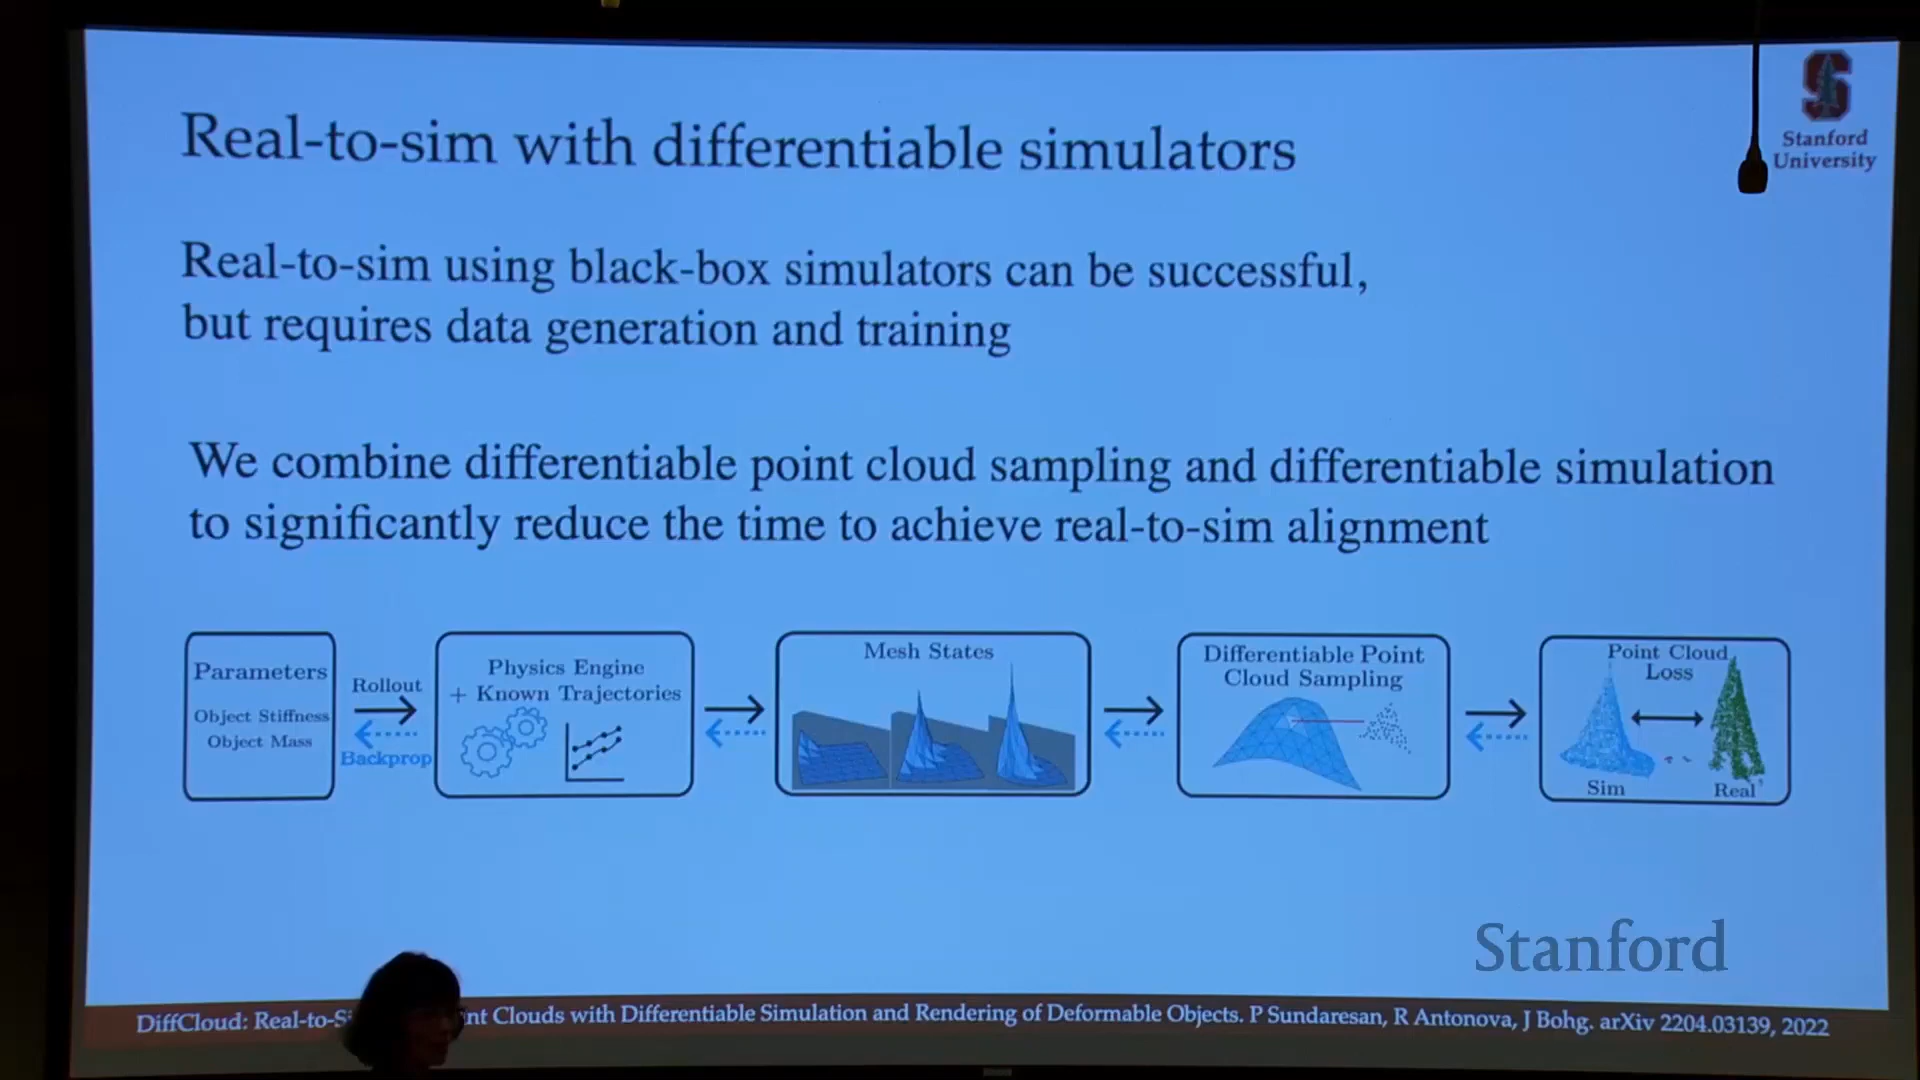 Real-to-sim with differentiable simulators
Stanford
University
Real-to-sim using black-box simulators can be successful,
but requires data generation and training
We combine differentiable point cloud sampling and differentiable simulation
to significantly reduce the time to achieve real-to-sim alignment
Parameters
Object Stiffness
Object Mass
Rollout
Backprop
Physics Engine
+ Known Trajectories
Mesh States
Differentiable Point
Cloud Sampling
Point Cloud
Loss
Sim
Real
Stanford
DiffCloud: Real-to-S nt Clouds with Differentiable Simulation and Rendering of Deformable Objects. P Sundaresan, R Antonova, J Bohg. arXiv 2204.03139, 2022